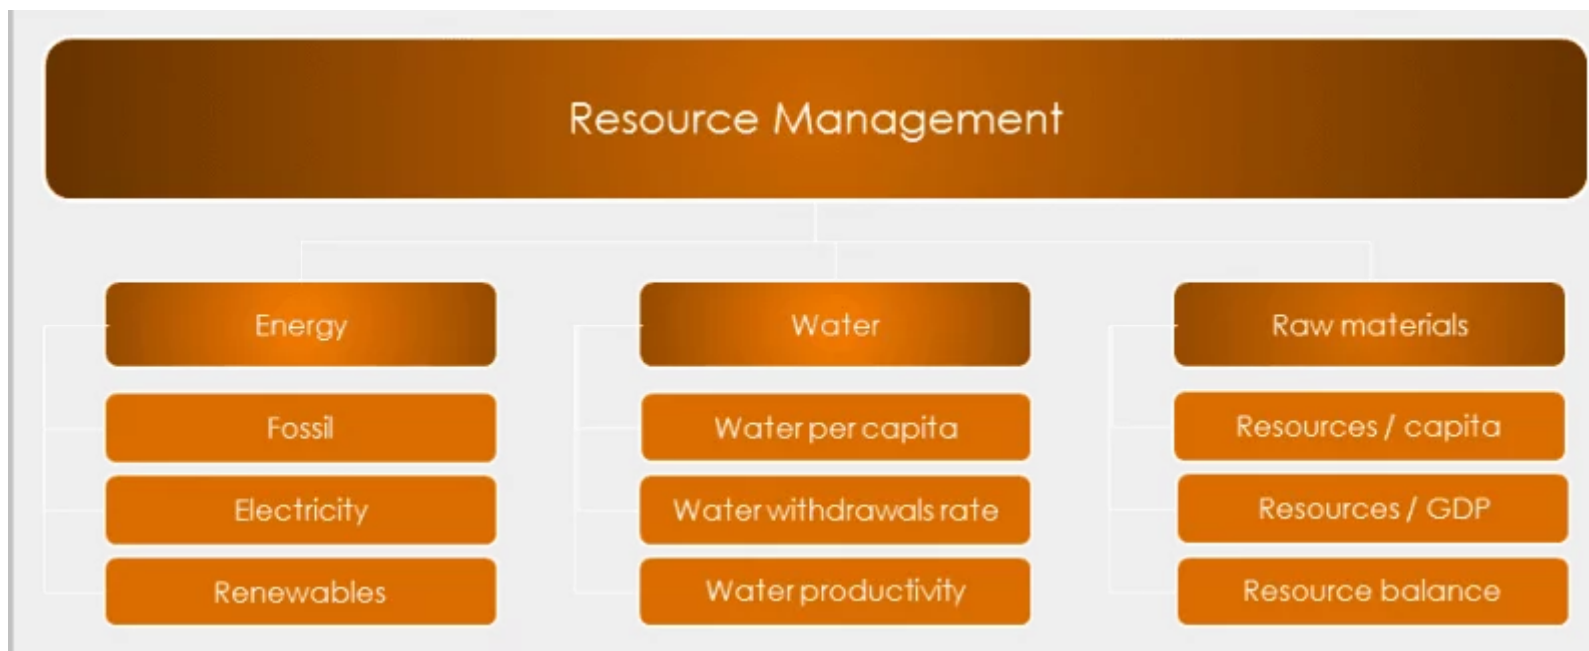 Resource Management
Energy
Fossil
Electricity
Renewables
Water
Water per capita
Water withdrawals rate
Water productivity
Raw materials
Resources / capita
Resources / GDP
Resource balance